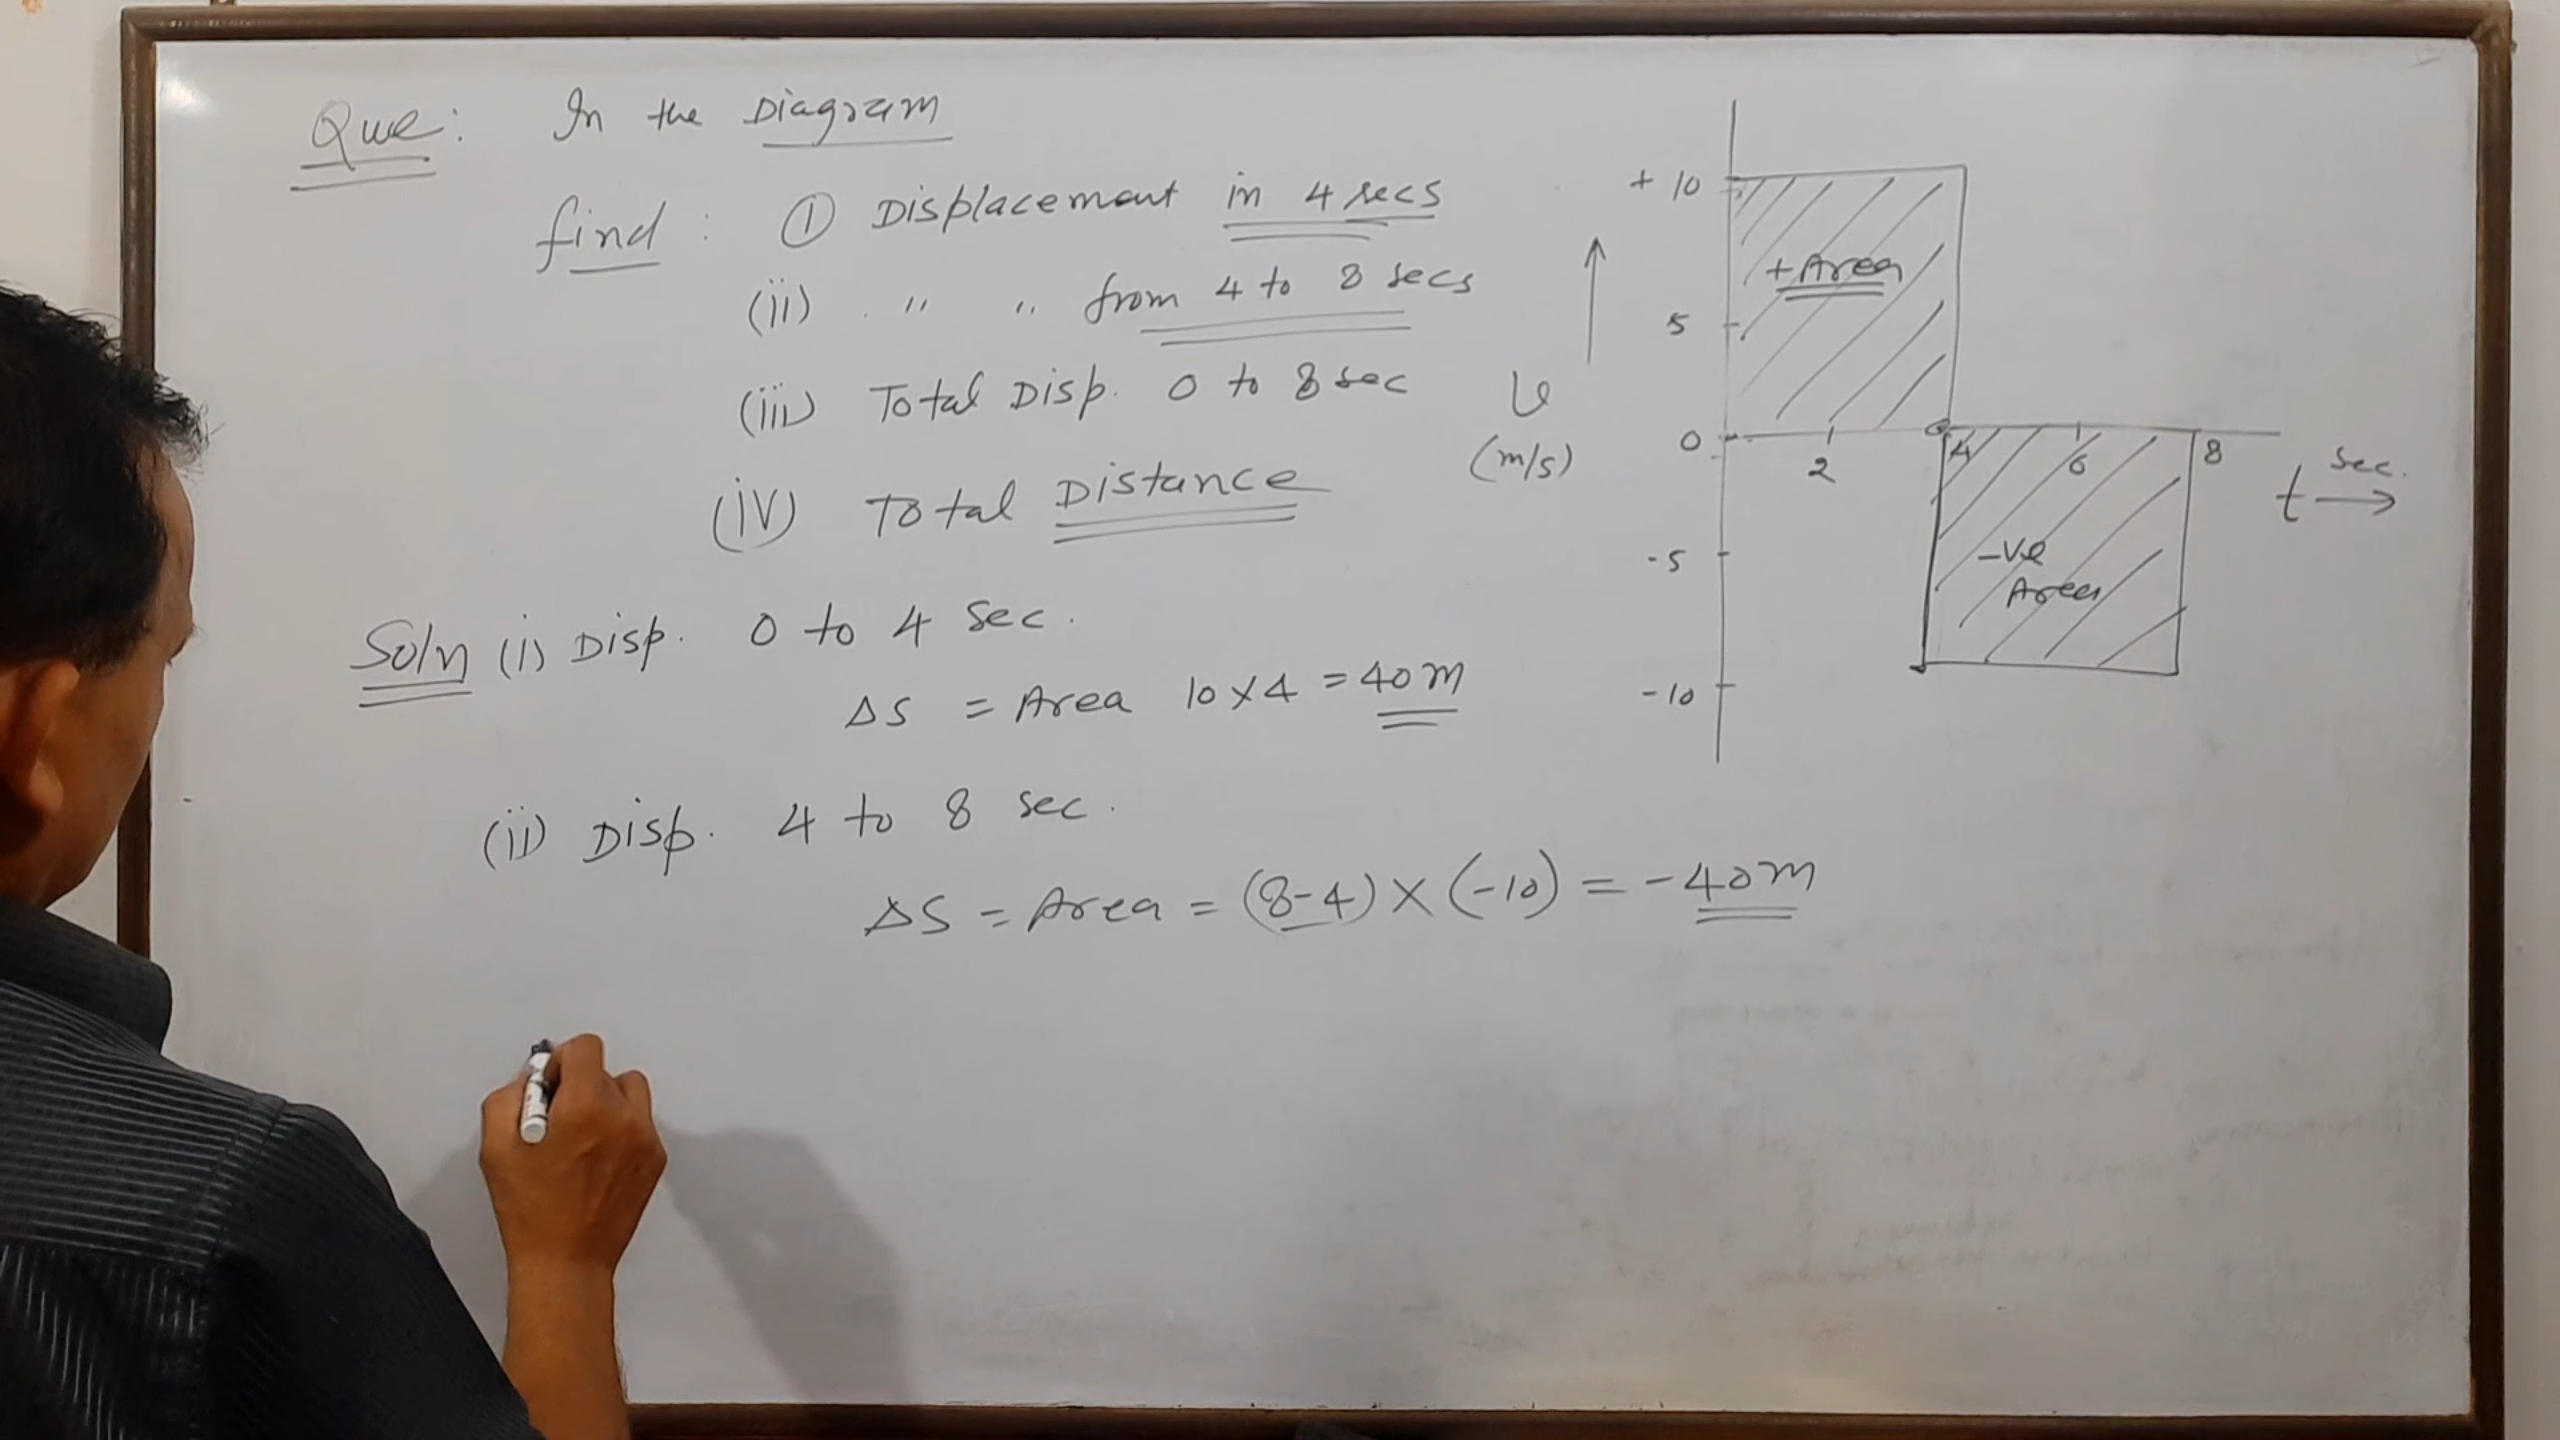 Que: In the Diagram
find: ① Displacement in 4 secs
(ii) " " from 4 to 8 secs
(iii) Total Disp. 0 to 8 sec
(iv) Total Distance
Soln (i) Disp. 0 to 4 Sec.
ΔS = Area 10 x 4 = 40 m
(ii) Disp. 4 to 8 sec.
ΔS = Area = (8-4) x (-10) = -40m
+10
+Area
5
v
(m/s)
0
2
4
6
8
t → sec.
-5
-ve
Area
-10